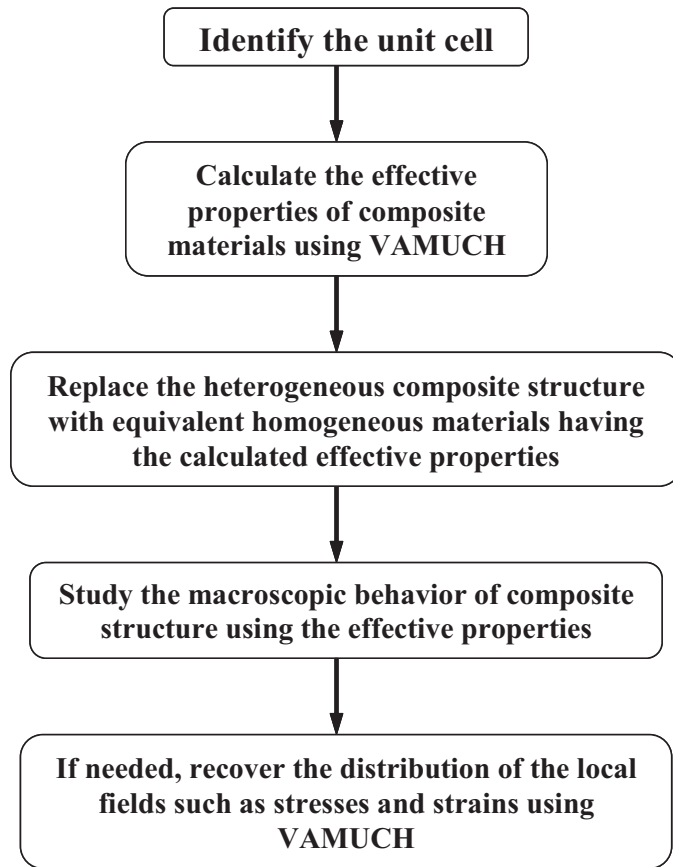 Identify the unit cell
Calculate the effective
properties of composite
materials using VAMUCH
Replace the heterogeneous composite structure
with equivalent homogeneous materials having
the calculated effective properties
Study the macroscopic behavior of composite
structure using the effective properties
If needed, recover the distribution of the local
fields such as stresses and strains using
VAMUCH